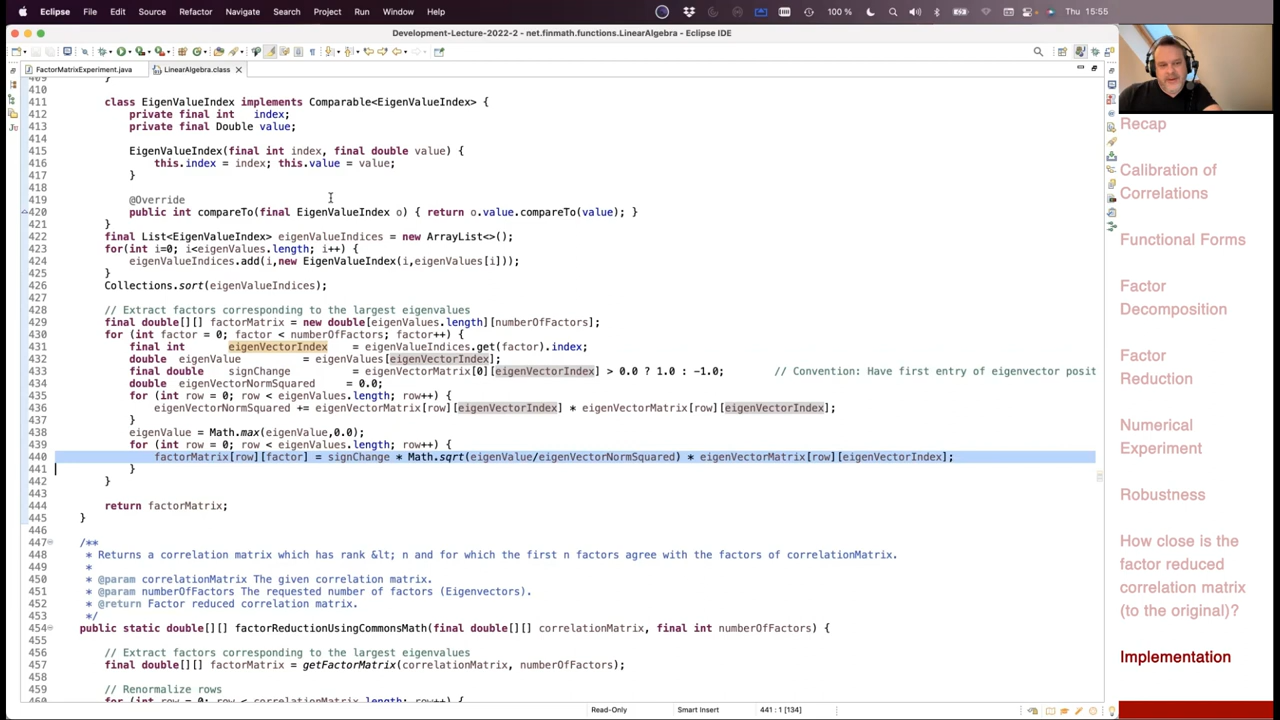 Eclipse File Edit Source Refactor Navigate Search Project Run Window Help 100 % Thu 15:55
Development-Lecture-2022-2 - net.finmath.functions.LinearAlgebra - Eclipse IDE
FactorMatrixExperiment.java LinearAlgebra.class
409 }
410
411 class EigenValueIndex implements Comparable<EigenValueIndex> {
412 private final int index;
413 private final Double value;
414
415 EigenValueIndex(final int index, final double value) {
416 this.index = index; this.value = value;
417 }
418
419 @Override
420 public int compareTo(final EigenValueIndex o) { return o.value.compareTo(value); }
421 }
422 final List<EigenValueIndex> eigenValueIndices = new ArrayList<>();
423 for(int i=0; i<eigenValues.length; i++) {
424 eigenValueIndices.add(i,new EigenValueIndex(i,eigenValues[i]));
425 }
426 Collections.sort(eigenValueIndices);
427
428 // Extract factors corresponding to the largest eigenvalues
429 final double[][] factorMatrix = new double[eigenValues.length][numberOfFactors];
430 for (int factor = 0; factor < numberOfFactors; factor++) {
431 final int eigenVectorIndex = eigenValueIndices.get(factor).index;
432 double eigenValue = eigenValues[eigenVectorIndex];
433 final double signChange = eigenVectorMatrix[0][eigenVectorIndex] > 0.0 ? 1.0 : -1.0; // Convention: Have first entry of eigenvector posit
434 double eigenVectorNormSquared = 0.0;
435 for (int row = 0; row < eigenValues.length; row++) {
436 eigenVectorNormSquared += eigenVectorMatrix[row][eigenVectorIndex] * eigenVectorMatrix[row][eigenVectorIndex];
437 }
438 eigenValue = Math.max(eigenValue,0.0);
439 for (int row = 0; row < eigenValues.length; row++) {
440 factorMatrix[row][factor] = signChange * Math.sqrt(eigenValue/eigenVectorNormSquared) * eigenVectorMatrix[row][eigenVectorIndex];
441 }
442 }
443
444 return factorMatrix;
445 }
446
447 /**
448 * Returns a correlation matrix which has rank &lt; n and for which the first n factors agree with the factors of correlationMatrix.
449 *
450 * @param correlationMatrix The given correlation matrix.
451 * @param numberOfFactors The requested number of factors (Eigenvectors).
452 * @return Factor reduced correlation matrix.
453 */
454 public static double[][] factorReductionUsingCommonsMath(final double[][] correlationMatrix, final int numberOfFactors) {
455
456 // Extract factors corresponding to the largest eigenvalues
457 final double[][] factorMatrix = getFactorMatrix(correlationMatrix, numberOfFactors);
458
459 // Renormalize rows
460 for (int row = 0; row < correlationMatrix.length; row++) {
Read-Only Smart Insert 441 : 1 [134]
Recap
Calibration of
Correlations
Functional Forms
Factor
Decomposition
Factor
Reduction
Numerical
Experiment
Robustness
How close is the
factor reduced
correlation matrix
(to the original)?
Implementation